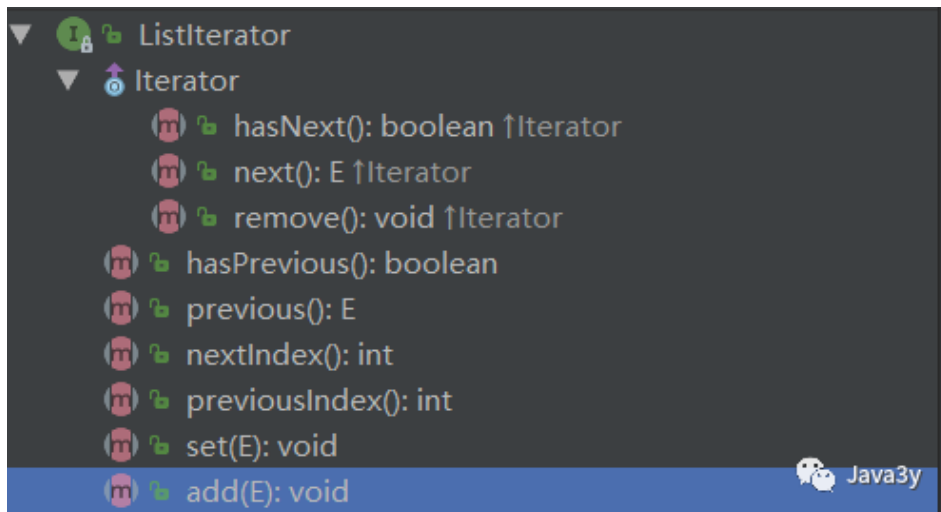 ListIterator
Iterator
hasNext(): boolean ↑Iterator
next(): E ↑Iterator
remove(): void ↑Iterator
hasPrevious(): boolean
previous(): E
nextIndex(): int
previousIndex(): int
set(E): void
add(E): void
Java3y